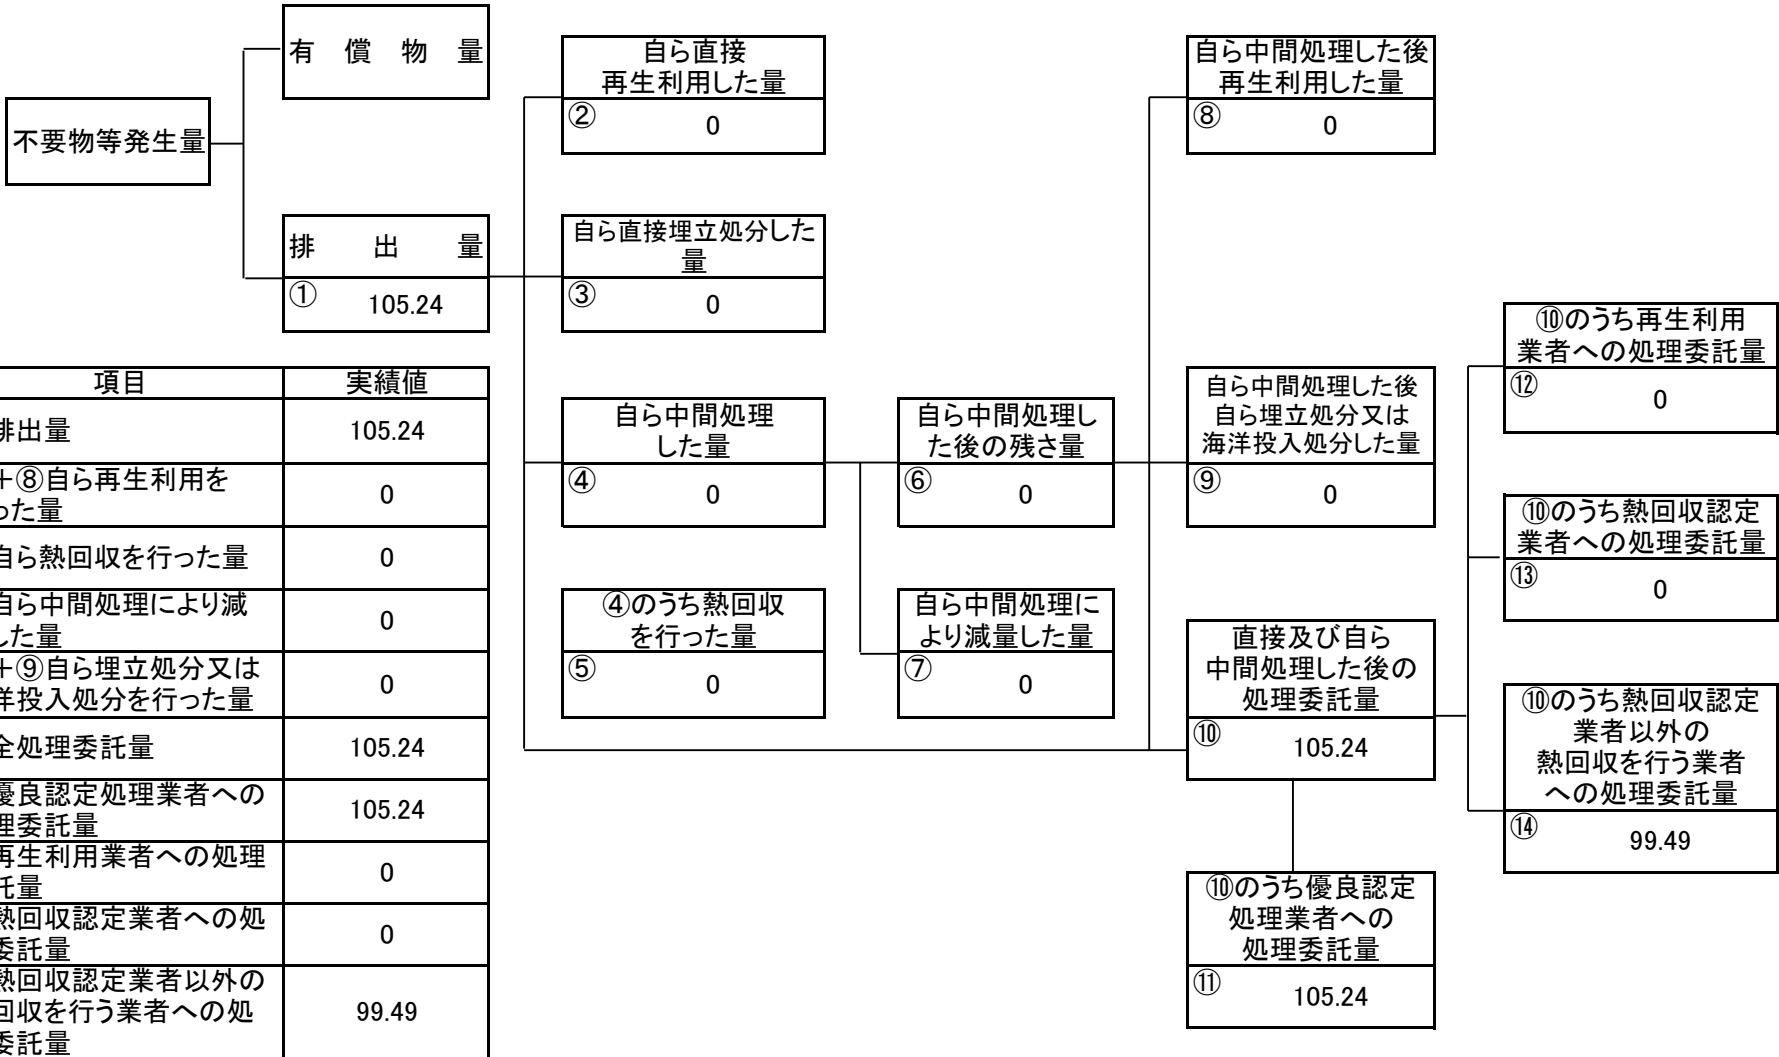 有償物量
不要物等発生量
排出量
① 105.24
自ら直接
再生利用した量
② 0
自ら直接埋立処分した
量
③ 0
自ら中間処理
した量
④ 0
④のうち熱回収
を行った量
⑤ 0
自ら中間処理し
た後の残さ量
⑥ 0
自ら中間処理に
より減量した量
⑦ 0
自ら中間処理した後
再生利用した量
⑧ 0
自ら中間処理した後
自ら埋立処分又は
海洋投入処分した量
⑨ 0
直接及び自ら
中間処理した後の
処理委託量
⑩ 105.24
⑩のうち優良認定
処理業者への
処理委託量
⑪ 105.24
⑩のうち再生利用
業者への処理委託量
⑫ 0
⑩のうち熱回収認定
業者への処理委託量
⑬ 0
⑩のうち熱回収認定
業者以外の
熱回収を行う業者
への処理委託量
⑭ 99.49
項目 実績値
排出量 105.24
+⑧自ら再生利用を
った量 0
自ら熱回収を行った量 0
自ら中間処理により減
した量 0
+⑨自ら埋立処分又は
洋投入処分を行った量 0
全処理委託量 105.24
優良認定処理業者への
理委託量 105.24
再生利用業者への処理
託量 0
熱回収認定業者への処
委託量 0
熱回収認定業者以外の
回収を行う業者への処
委託量 99.49